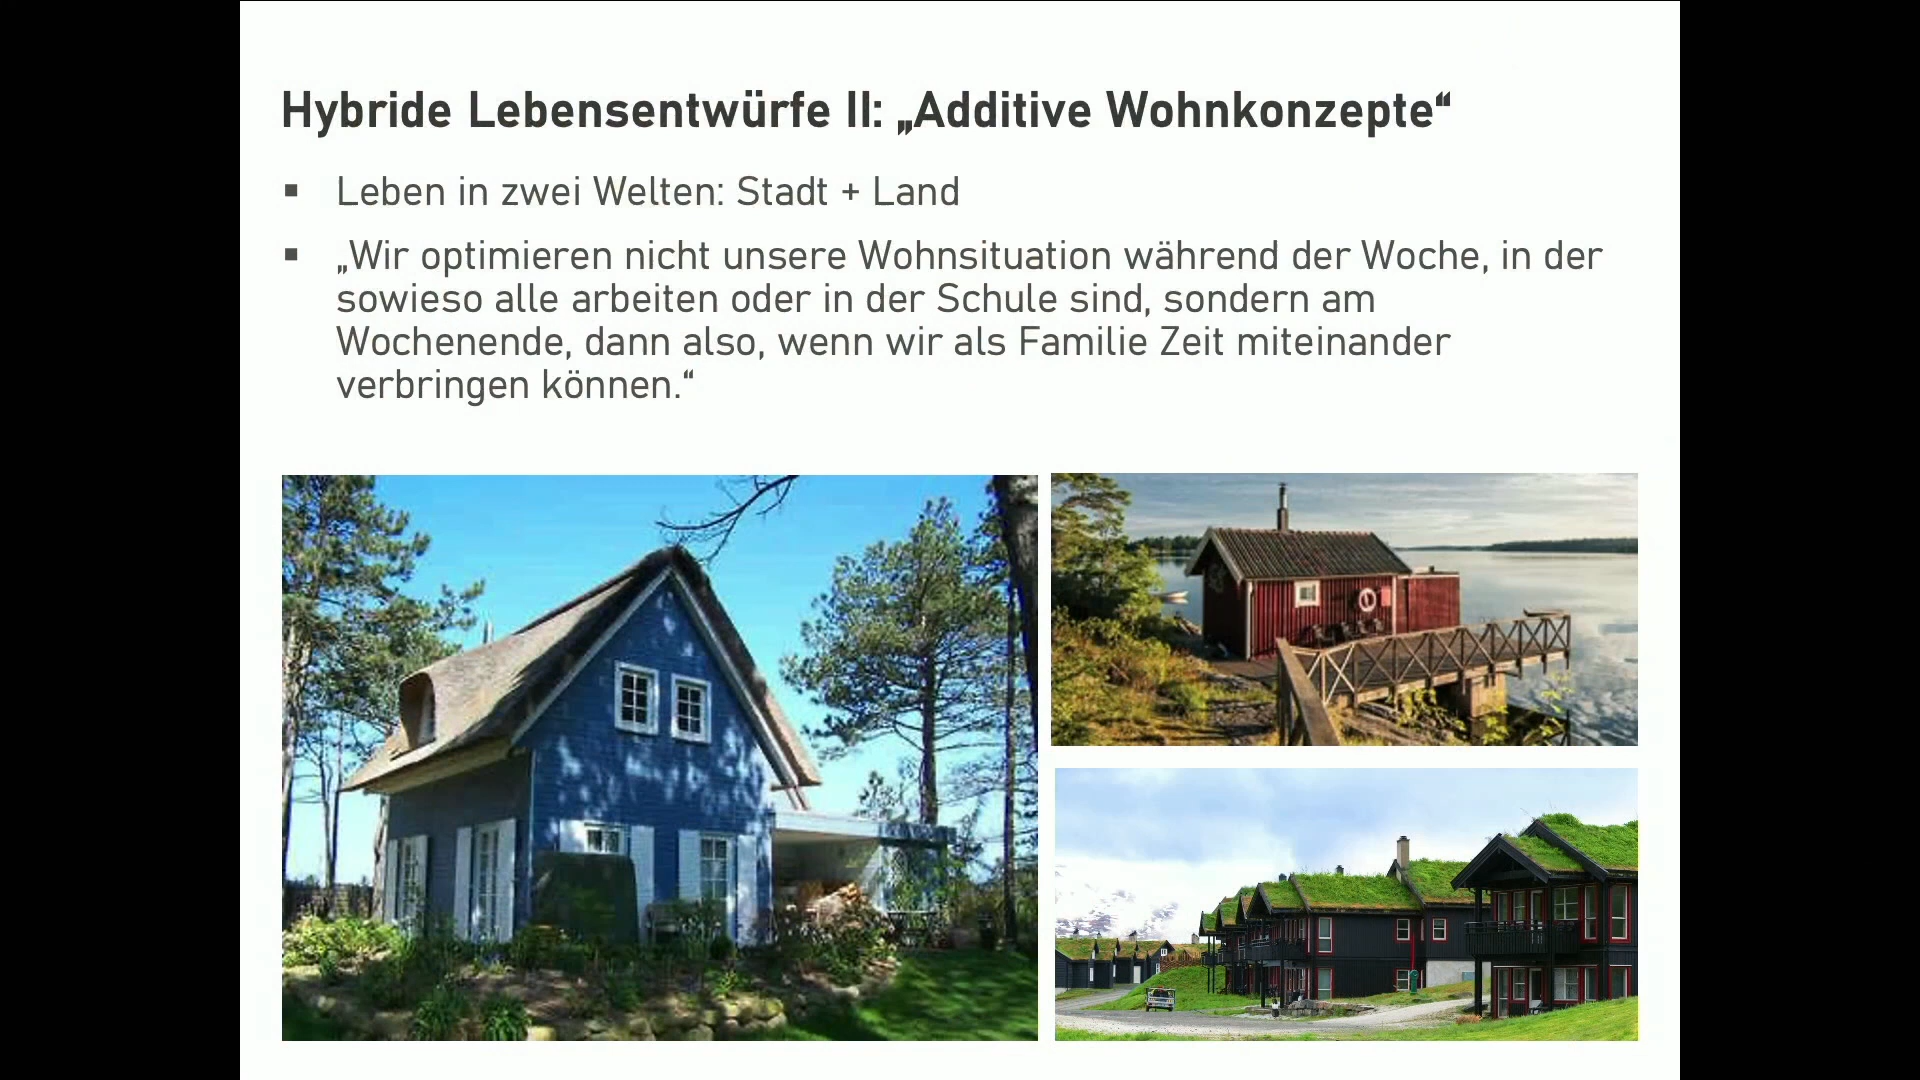 Hybride Lebensentwürfe II: „Additive Wohnkonzepte“
▪ Leben in zwei Welten: Stadt + Land
▪ „Wir optimieren nicht unsere Wohnsituation während der Woche, in der
sowieso alle arbeiten oder in der Schule sind, sondern am
Wochenende, dann also, wenn wir als Familie Zeit miteinander
verbringen können.“